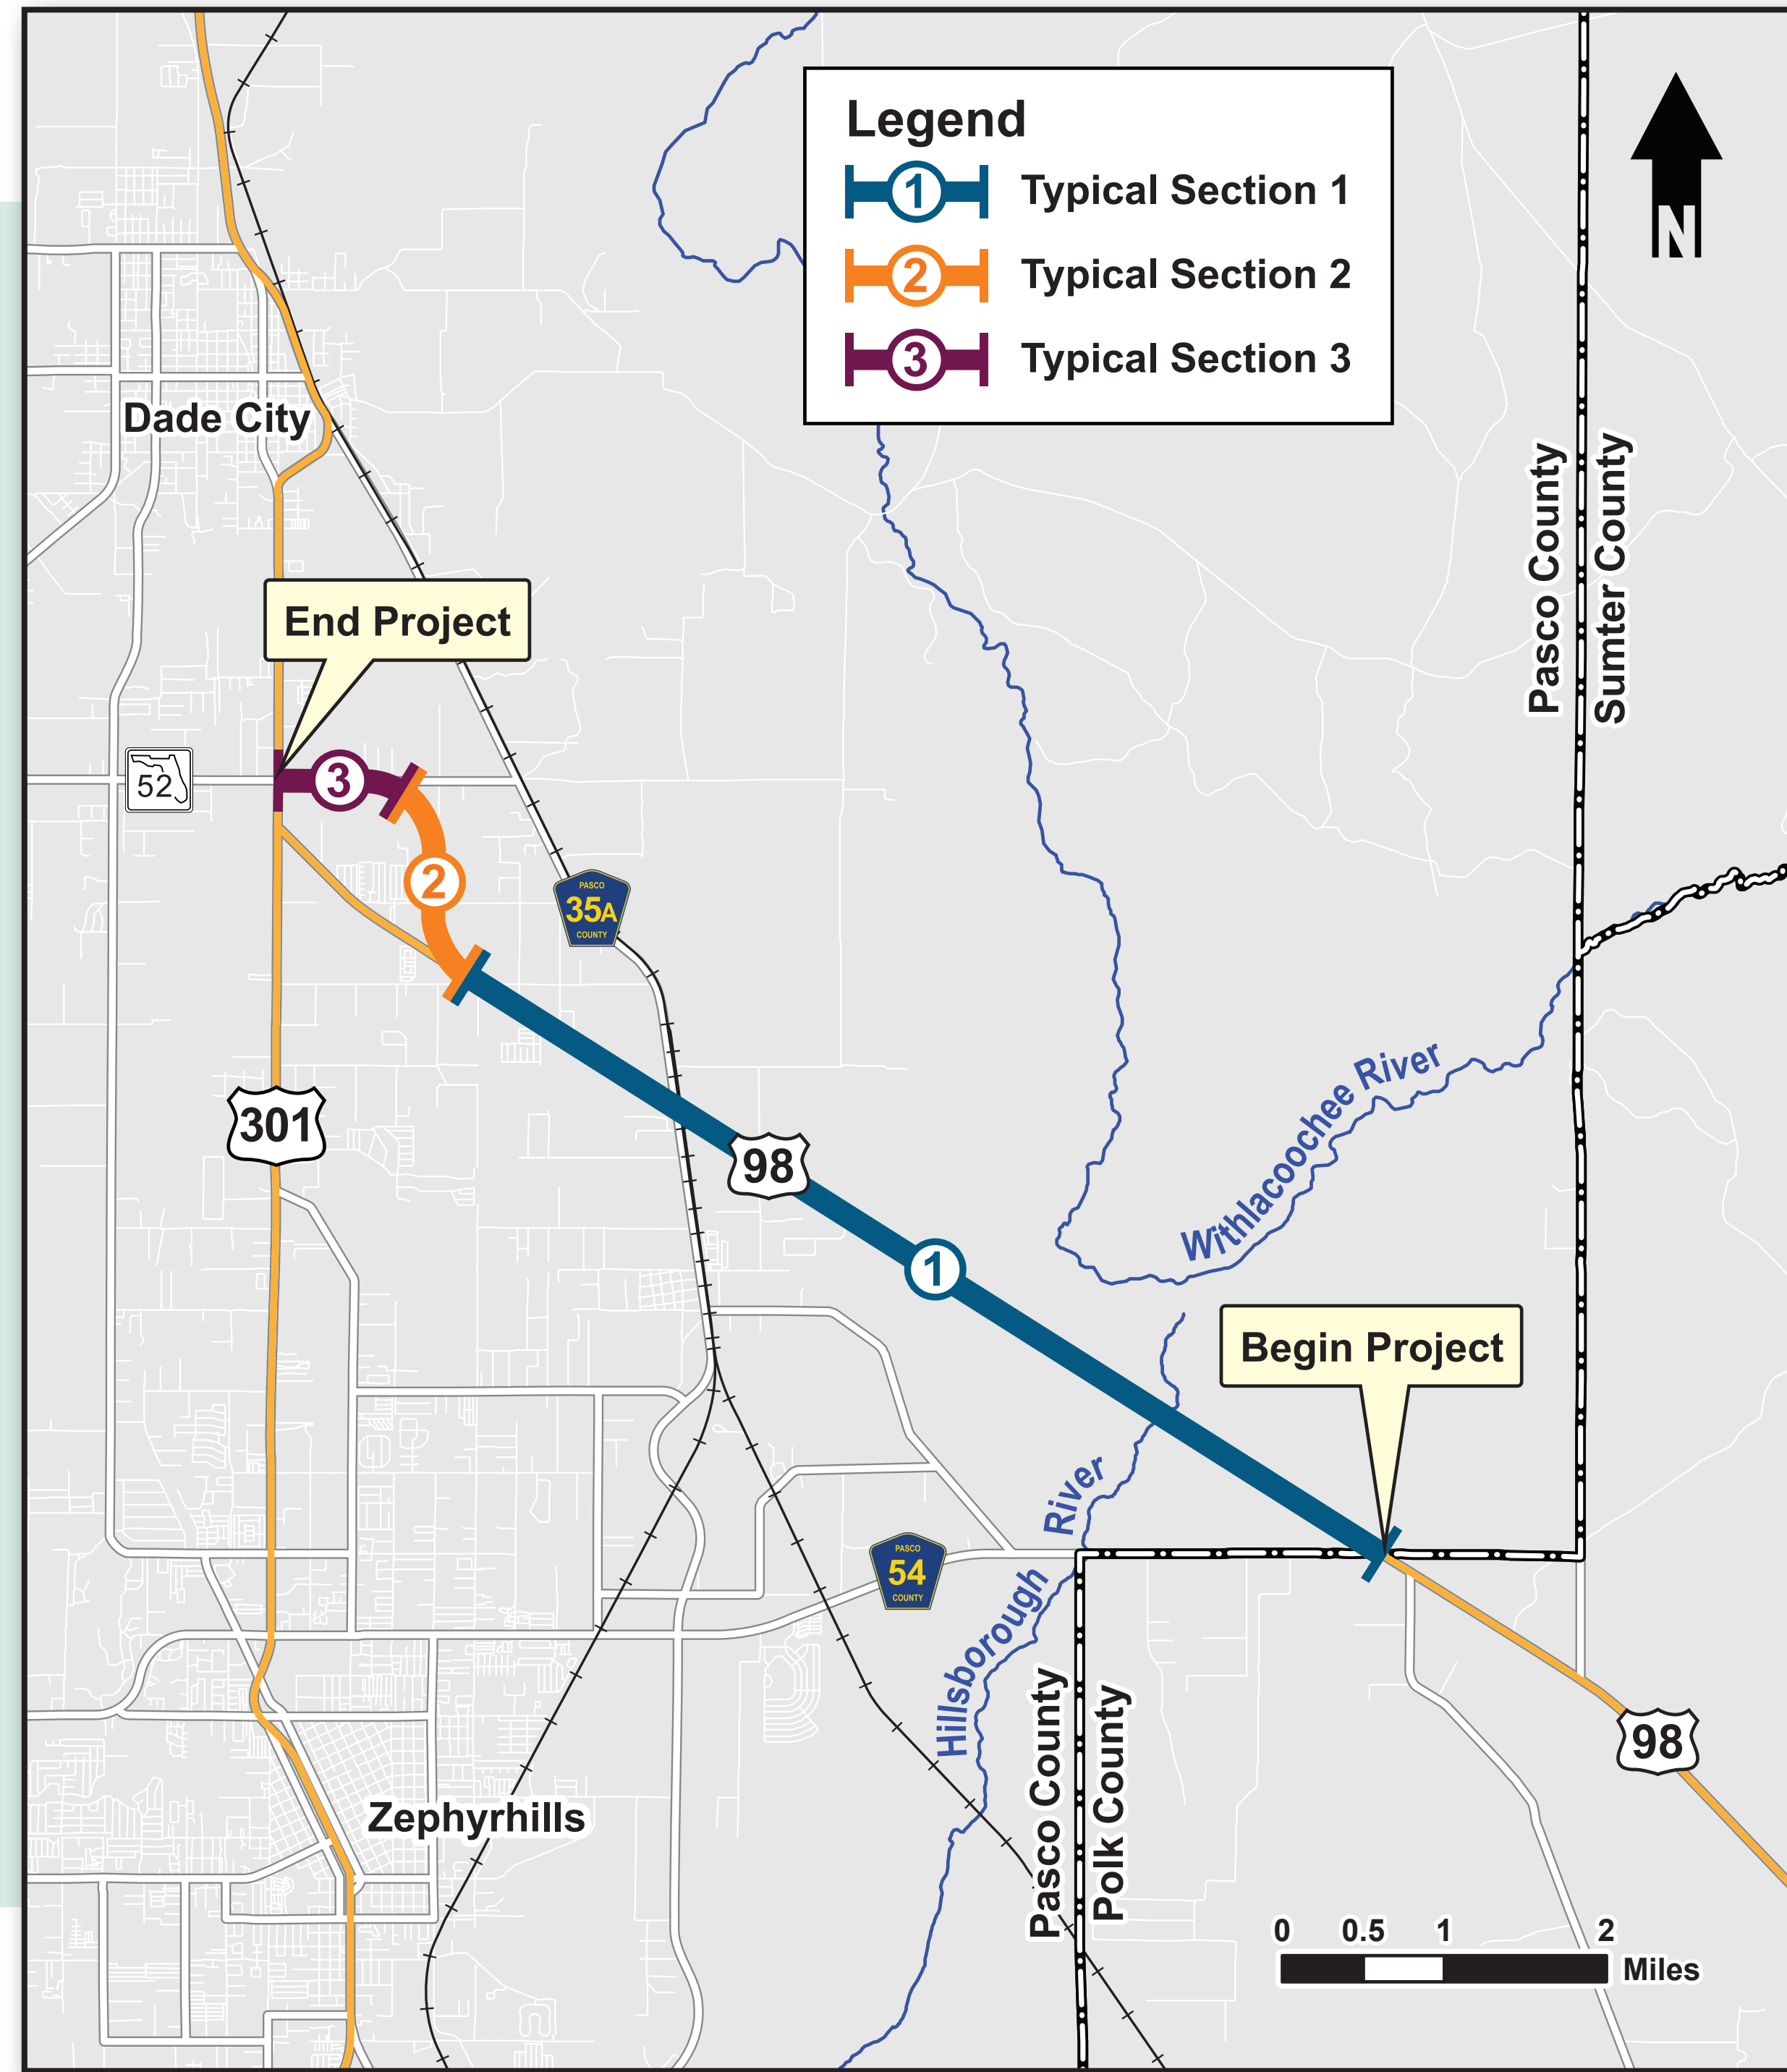 Legend
1 Typical Section 1
2 Typical Section 2
3 Typical Section 3
N
Dade City
Pasco County
Sumter County
End Project
52
3
2
PASCO
35A
COUNTY
301
98
Withlacoochee River
1
Begin Project
Hillsborough River
PASCO
54
COUNTY
Pasco County
Polk County
98
Zephyrhills
0 0.5 1 2
Miles